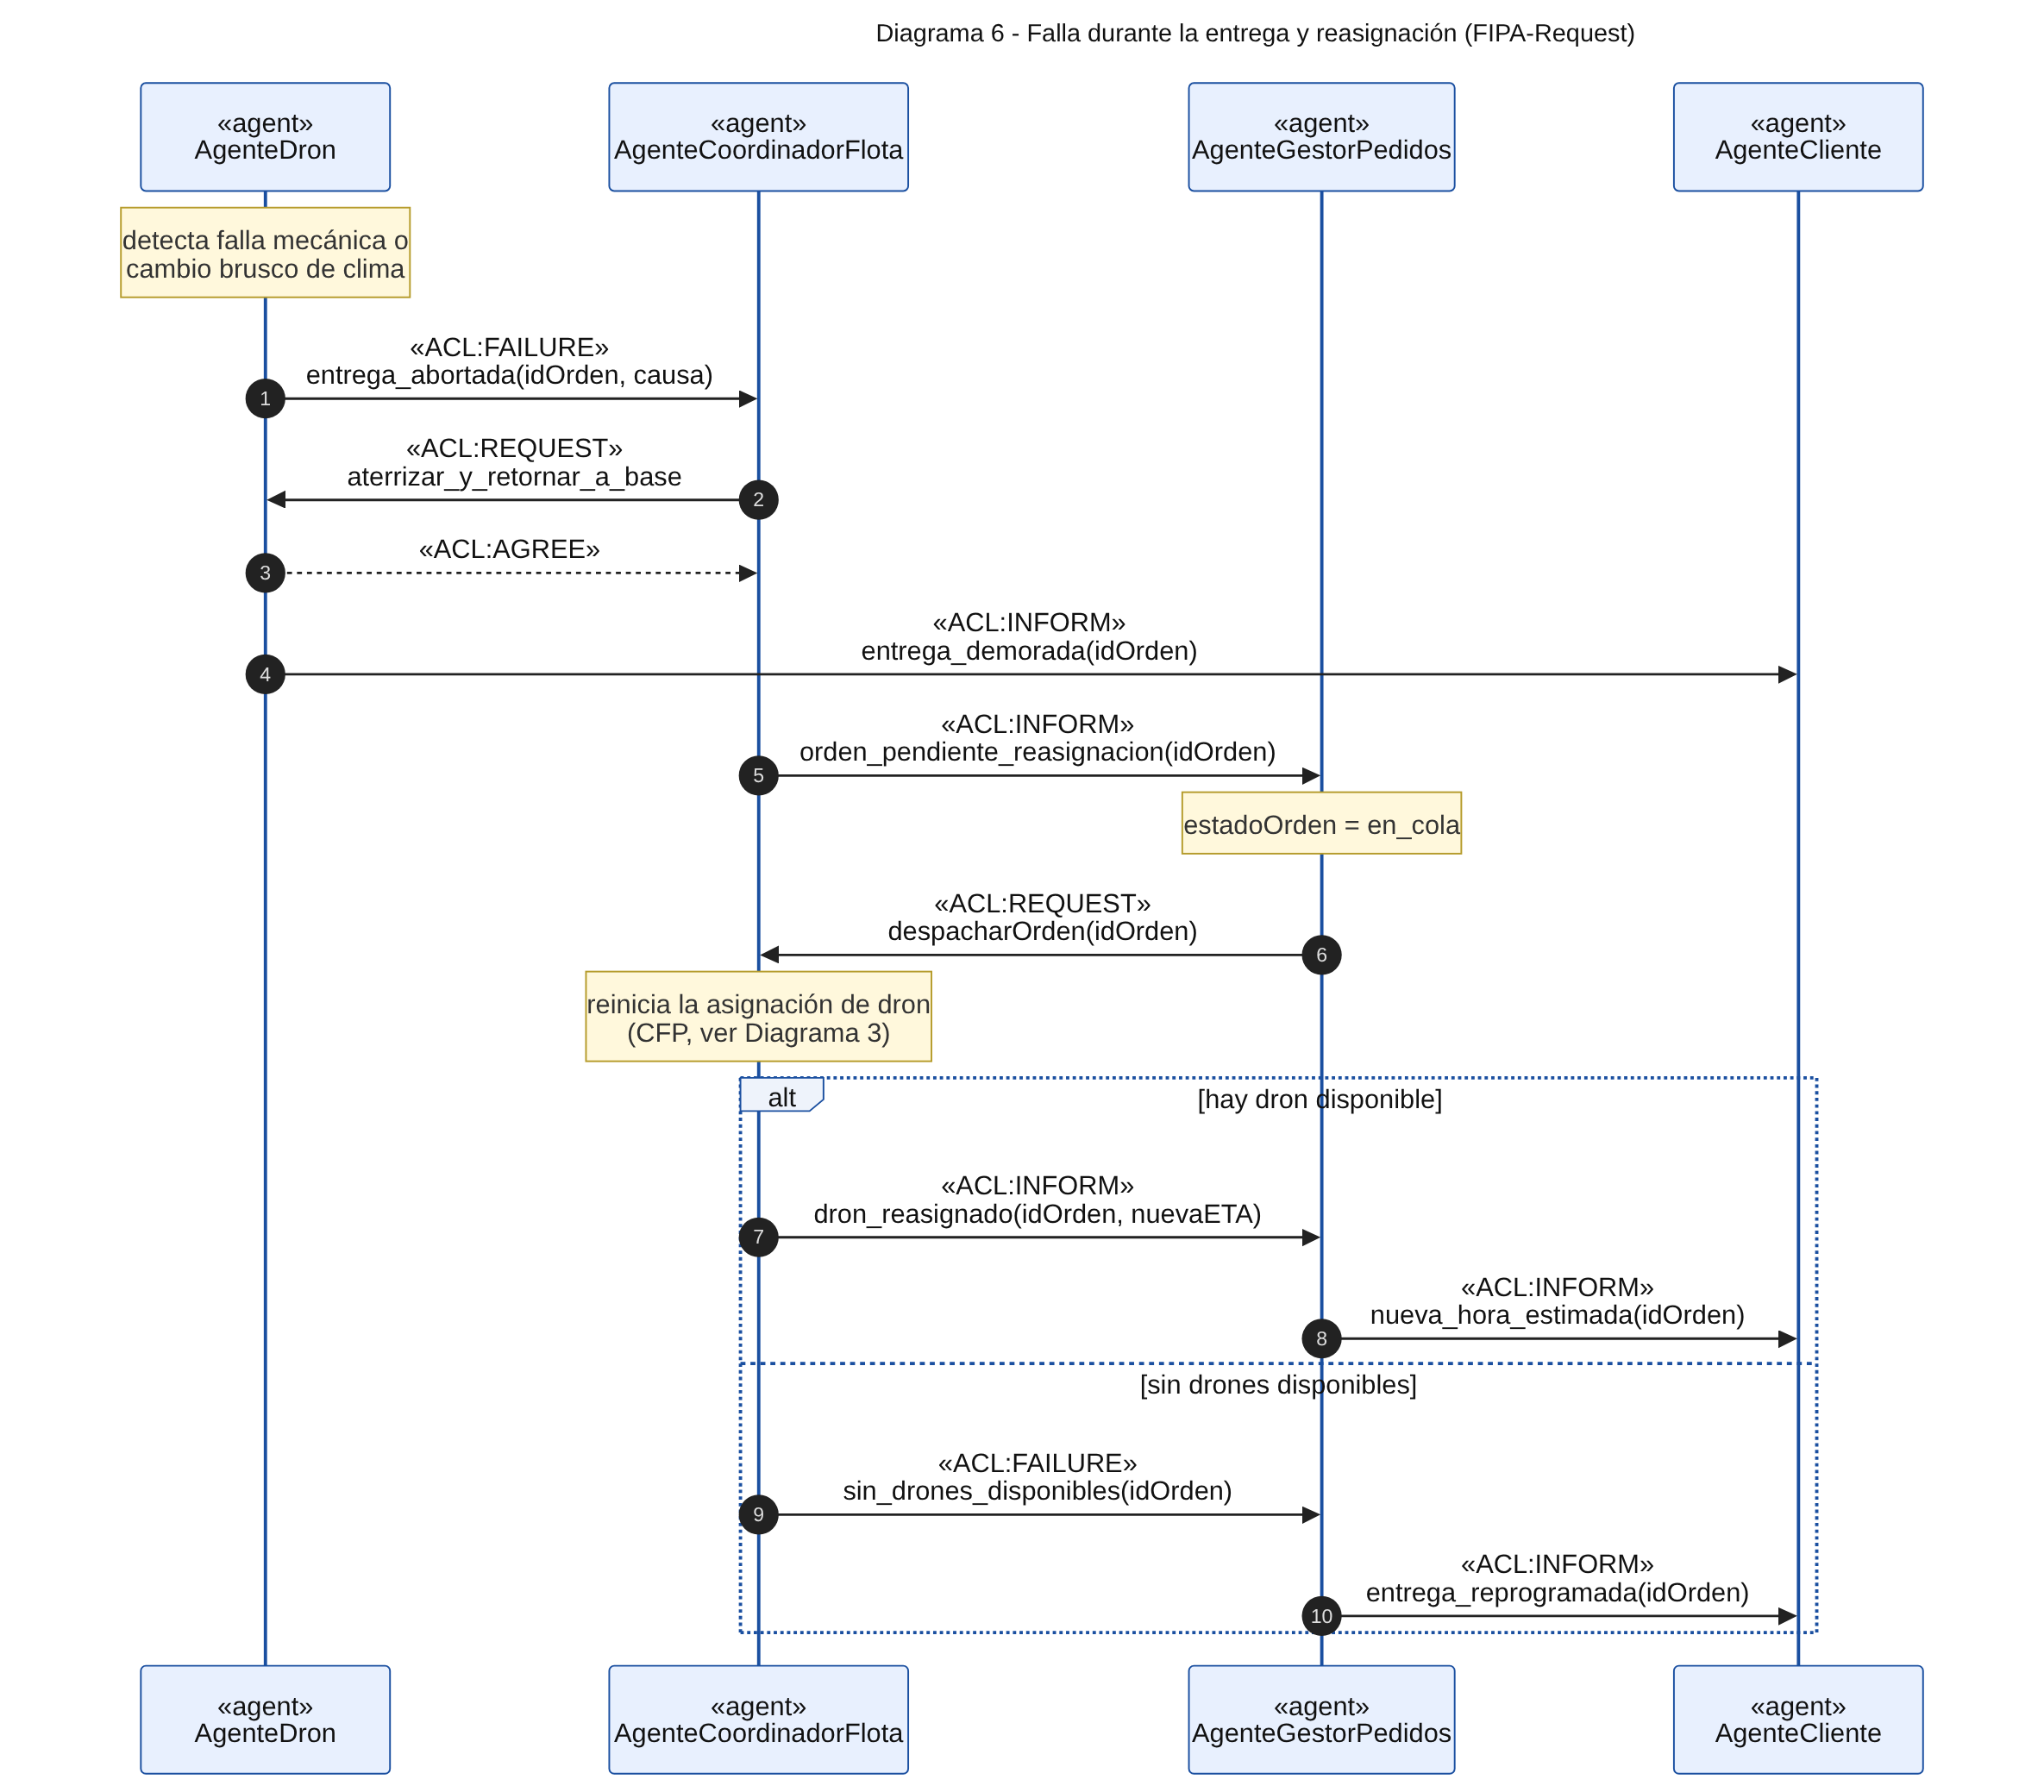 Diagrama 6 - Falla durante la entrega y reasignación (FIPA-Request)
«agent»
AgenteDron
«agent»
AgenteCoordinadorFlota
«agent»
AgenteGestorPedidos
«agent»
AgenteCliente
detecta falla mecánica o
cambio brusco de clima
«ACL:FAILURE»
entrega_abortada(idOrden, causa)
1
«ACL:REQUEST»
aterrizar_y_retornar_a_base
2
«ACL:AGREE»
3
«ACL:INFORM»
entrega_demorada(idOrden)
4
«ACL:INFORM»
orden_pendiente_reasignacion(idOrden)
5
estadoOrden = en_cola
«ACL:REQUEST»
despacharOrden(idOrden)
6
reinicia la asignación de dron
(CFP, ver Diagrama 3)
alt
[hay dron disponible]
«ACL:INFORM»
dron_reasignado(idOrden, nuevaETA)
7
«ACL:INFORM»
nueva_hora_estimada(idOrden)
8
[sin drones disponibles]
«ACL:FAILURE»
sin_drones_disponibles(idOrden)
9
«ACL:INFORM»
entrega_reprogramada(idOrden)
10
«agent»
AgenteDron
«agent»
AgenteCoordinadorFlota
«agent»
AgenteGestorPedidos
«agent»
AgenteCliente